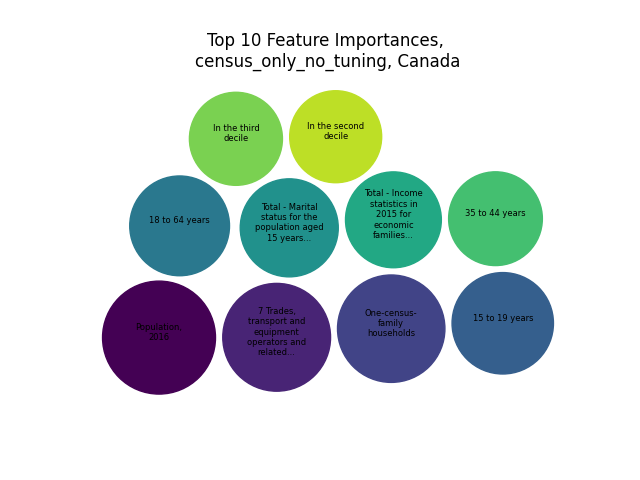 Top 10 Feature Importances,
census_only_no_tuning, Canada
In the third
decile
In the second
decile
18 to 64 years
Total - Marital
status for the
population aged
15 years...
Total - Income
statistics in
2015 for
economic
families...
35 to 44 years
Population,
2016
7 Trades,
transport and
equipment
operators and
related...
One-census-
family
households
15 to 19 years